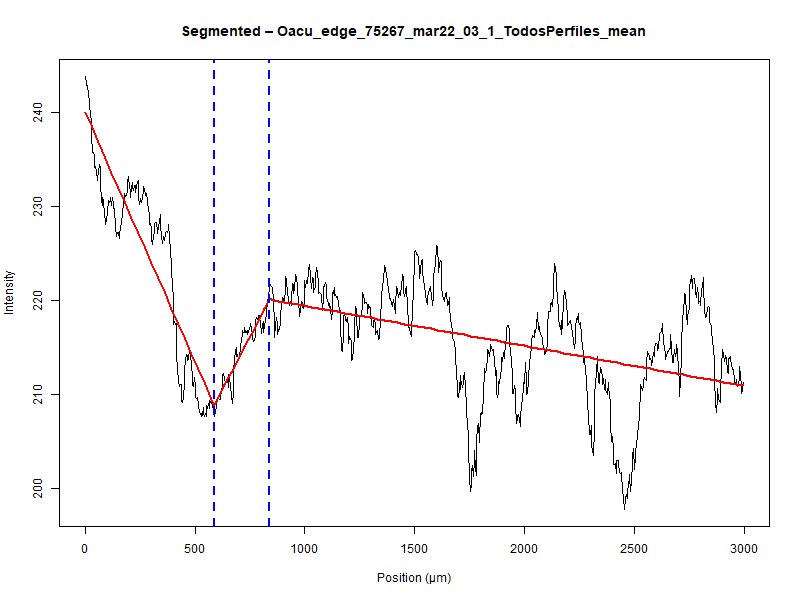 Segmented – Oacu_edge_75267_mar22_03_1_TodosPerfiles_mean
Intensity
240
230
220
210
200
0 500 1000 1500 2000 2500 3000
Position (µm)